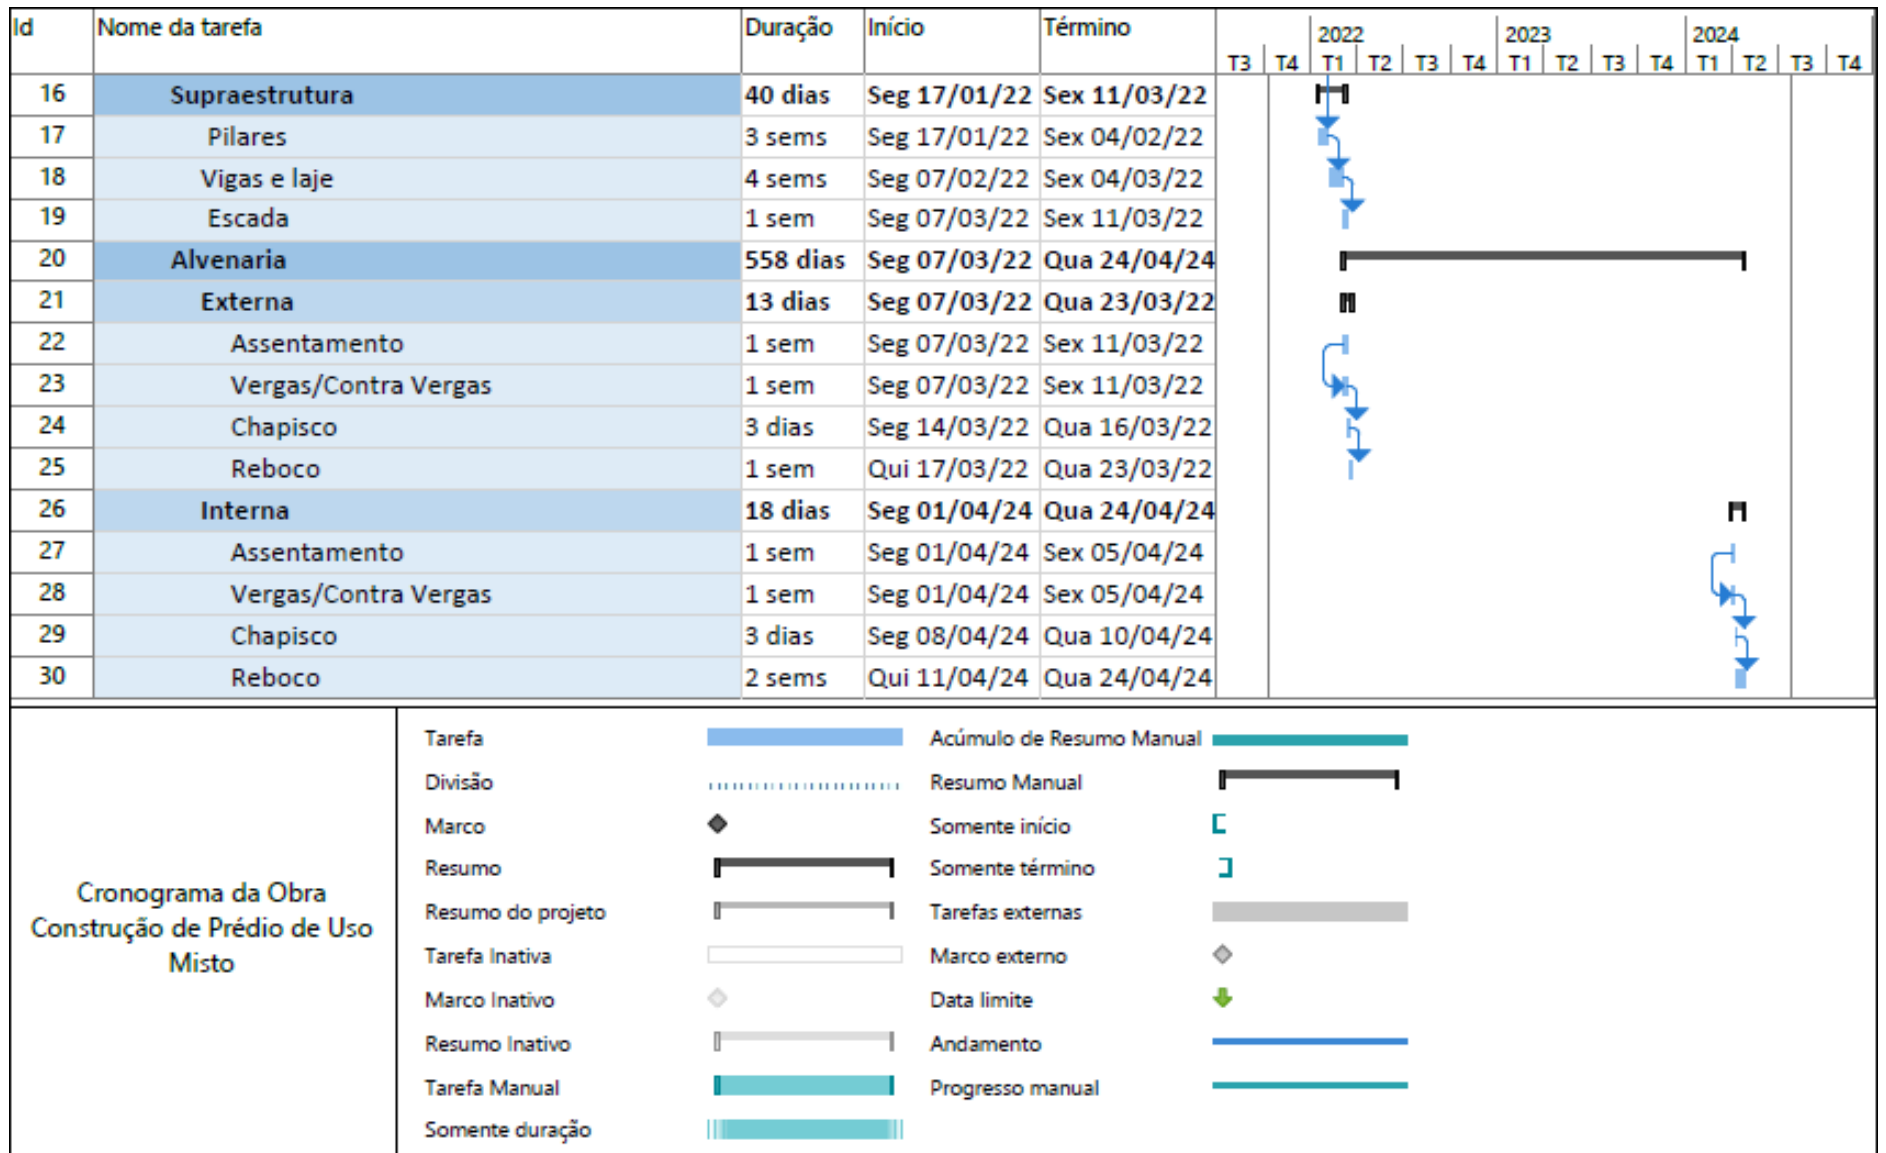 Id Nome da tarefa Duração Início Término 2022 2023 2024
T3 T4 T1 T2 T3 T4 T1 T2 T3 T4 T1 T2 T3 T4
16 Supraestrutura 40 dias Seg 17/01/22 Sex 11/03/22
17 Pilares 3 sems Seg 17/01/22 Sex 04/02/22
18 Vigas e laje 4 sems Seg 07/02/22 Sex 04/03/22
19 Escada 1 sem Seg 07/03/22 Sex 11/03/22
20 Alvenaria 558 dias Seg 07/03/22 Qua 24/04/24
21 Externa 13 dias Seg 07/03/22 Qua 23/03/22
22 Assentamento 1 sem Seg 07/03/22 Sex 11/03/22
23 Vergas/Contra Vergas 1 sem Seg 07/03/22 Sex 11/03/22
24 Chapisco 3 dias Seg 14/03/22 Qua 16/03/22
25 Reboco 1 sem Qui 17/03/22 Qua 23/03/22
26 Interna 18 dias Seg 01/04/24 Qua 24/04/24
27 Assentamento 1 sem Seg 01/04/24 Sex 05/04/24
28 Vergas/Contra Vergas 1 sem Seg 01/04/24 Sex 05/04/24
29 Chapisco 3 dias Seg 08/04/24 Qua 10/04/24
30 Reboco 2 sems Qui 11/04/24 Qua 24/04/24
Cronograma da Obra
Construção de Prédio de Uso
Misto
Tarefa
Divisão
Marco
Resumo
Resumo do projeto
Tarefa Inativa
Marco Inativo
Resumo Inativo
Tarefa Manual
Somente duração
Acúmulo de Resumo Manual
Resumo Manual
Somente início
Somente término
Tarefas externas
Marco externo
Data limite
Andamento
Progresso manual